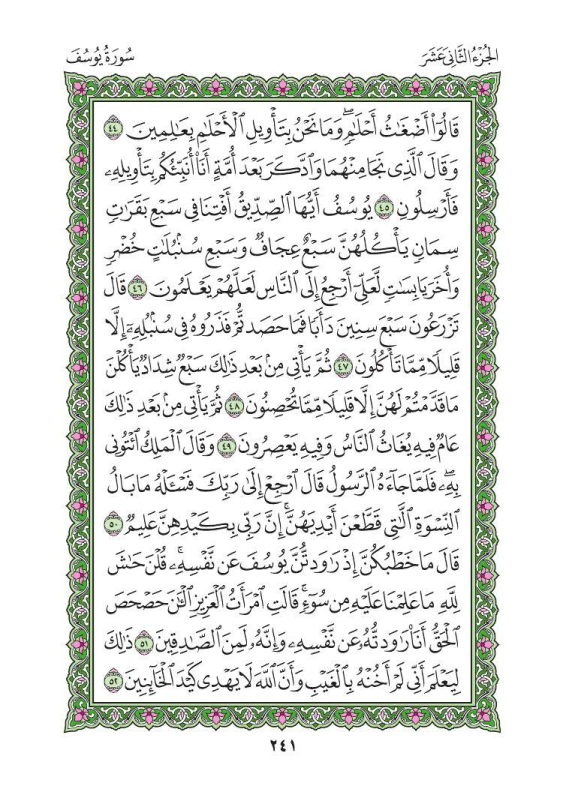 الجُزْءُ الثَّانِي عَشَرَ
سُورَةُ يُوسُفَ
قَالُوٓاْ أَضْغَٰثُ أَحْلَٰمٖۖ وَمَا نَحْنُ بِتَأْوِيلِ ٱلْأَحْلَٰمِ بِعَٰلِمِينَ ٤٤
وَقَالَ ٱلَّذِي نَجَا مِنْهُمَا وَٱدَّكَرَ بَعْدَ أُمَّةٍ أَنَا۠ أُنَبِّئُكُم بِتَأْوِيلِهِۦ
فَأَرْسِلُونِ ٤٥ يُوسُفُ أَيُّهَا ٱلصِّدِّيقُ أَفْتِنَا فِي سَبْعِ بَقَرَٰتٖ
سِمَانٖ يَأْكُلُهُنَّ سَبْعٌ عِجَافٞ وَسَبْعِ سُنۢبُلَٰتٍ خُضْرٖ
وَأُخَرَ يَابِسَٰتٖ لَّعَلِّيٓ أَرْجِعُ إِلَى ٱلنَّاسِ لَعَلَّهُمْ يَعْلَمُونَ ٤٦ قَالَ
تَزْرَعُونَ سَبْعَ سِنِينَ دَأَبٗا فَمَا حَصَدتُّمْ فَذَرُوهُ فِي سُنۢبُلِهِۦٓ إِلَّا
قَلِيلٗا مِّمَّا تَأْكُلُونَ ٤٧ ثُمَّ يَأْتِي مِنۢ بَعْدِ ذَٰلِكَ سَبْعٞ شِدَادٞ يَأْكُلْنَ
مَا قَدَّمْتُمْ لَهُنَّ إِلَّا قَلِيلٗا مِّمَّا تُحْصِنُونَ ٤٨ ثُمَّ يَأْتِي مِنۢ بَعْدِ ذَٰلِكَ
عَامٞ فِيهِ يُغَاثُ ٱلنَّاسُ وَفِيهِ يَعْصِرُونَ ٤٩ وَقَالَ ٱلْمَلِكُ ٱئْتُونِي
بِهِۦۖ فَلَمَّا جَآءَهُ ٱلرَّسُولُ قَالَ ٱرْجِعْ إِلَىٰ رَبِّكَ فَسْـَٔلْهُ مَا بَالُ
ٱلنِّسْوَةِ ٱلَّٰتِي قَطَّعْنَ أَيْدِيَهُنَّۚ إِنَّ رَبِّي بِكَيْدِهِنَّ عَلِيمٞ ٥٠
قَالَ مَا خَطْبُكُنَّ إِذْ رَٰوَدتُّنَّ يُوسُفَ عَن نَّفْسِهِۦۚ قُلْنَ حَٰشَ
لِلَّهِ مَا عَلِمْنَا عَلَيْهِ مِن سُوٓءٖۚ قَالَتِ ٱمْرَأَتُ ٱلْعَزِيزِ ٱلْـَٰٔنَ حَصْحَصَ
ٱلْحَقُّ أَنَا۠ رَٰوَدتُّهُۥ عَن نَّفْسِهِۦ وَإِنَّهُۥ لَمِنَ ٱلصَّٰدِقِينَ ٥١ ذَٰلِكَ
لِيَعْلَمَ أَنِّي لَمْ أَخُنْهُ بِٱلْغَيْبِ وَأَنَّ ٱللَّهَ لَا يَهْدِي كَيْدَ ٱلْخَآئِنِينَ ٥٢
٢٤١